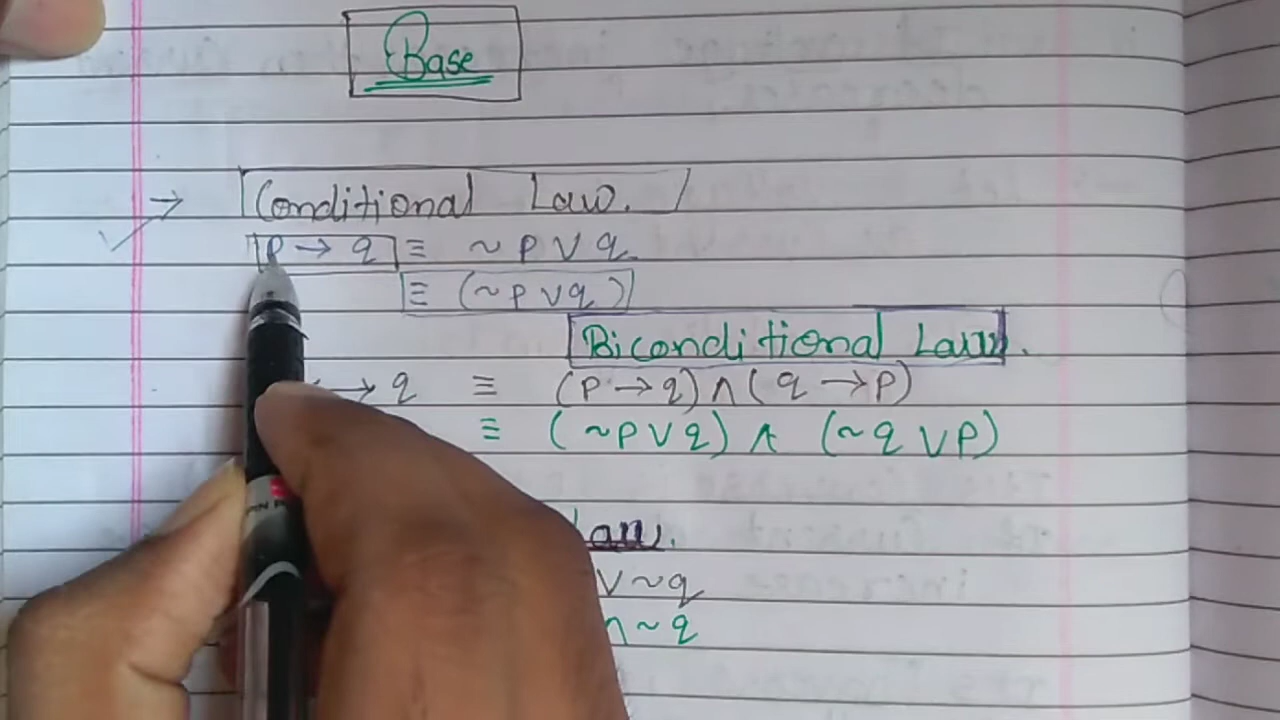 Base
→ Conditional Law.
p → q ≡ ~ p ∨ q
≡ (~p ∨ q)
Biconditional Law.
→ q ≡ (p → q) ∧ (q → p)
≡ (~p ∨ q) ∧ (~q ∨ p)
Law.
∨ ~q
∧ ~ q